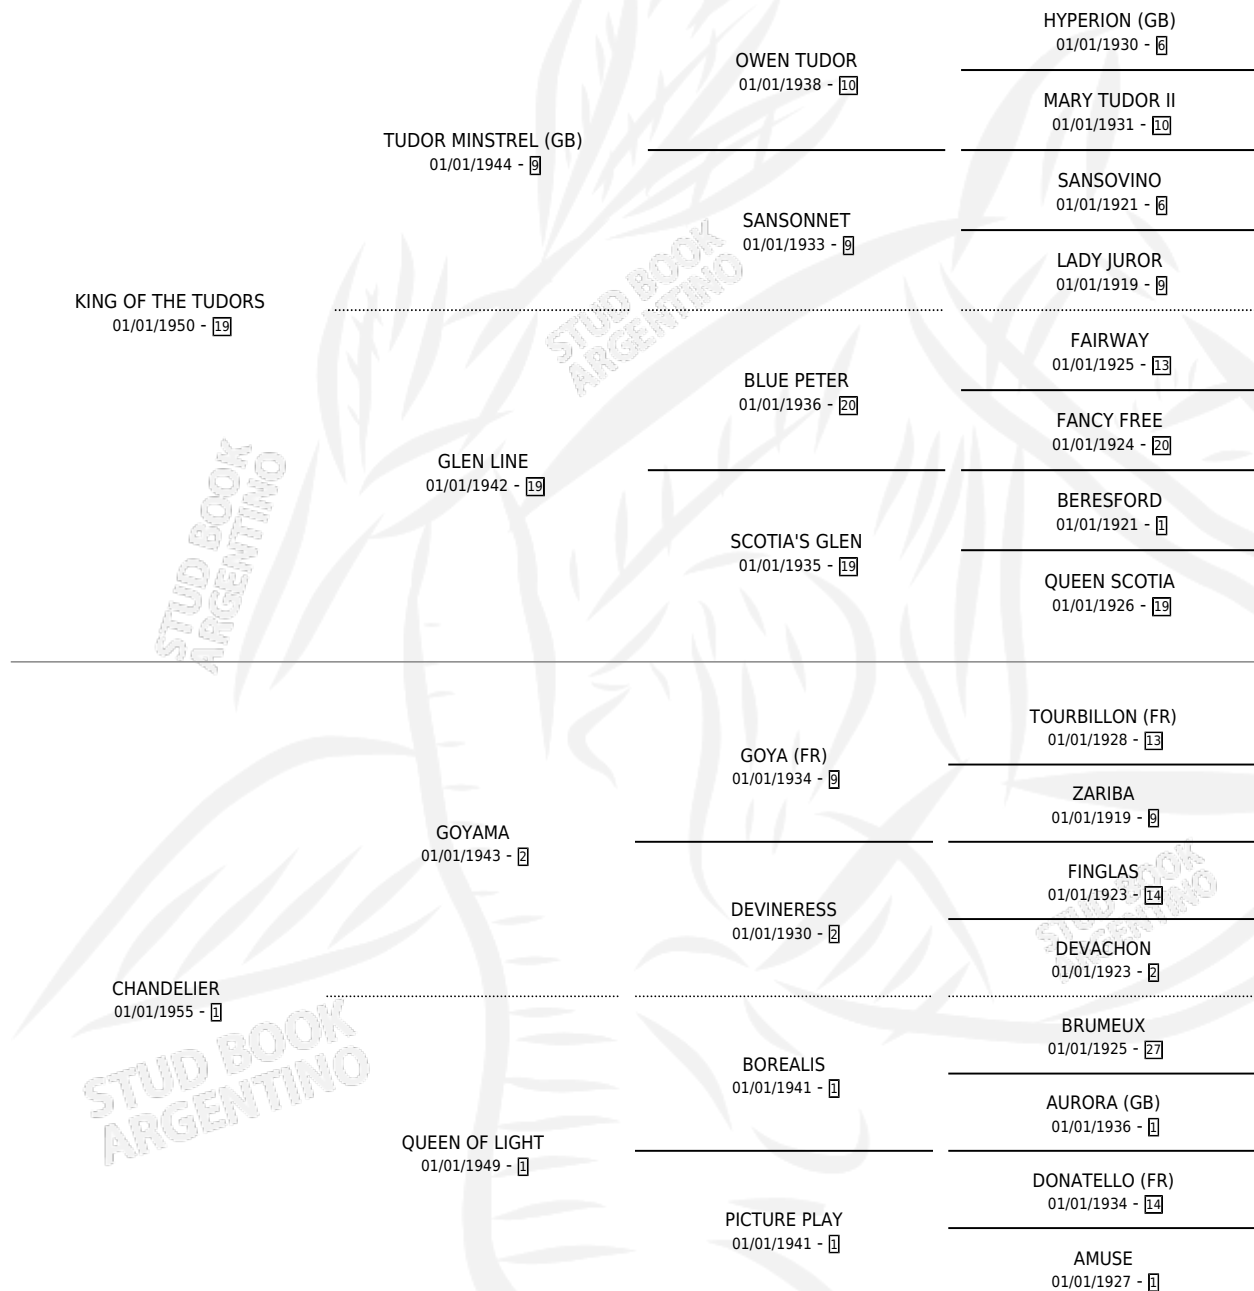 HYPERION (GB)
01/01/1930 - 6
OWEN TUDOR
01/01/1938 - 10
MARY TUDOR II
01/01/1931 - 10
TUDOR MINSTREL (GB)
01/01/1944 - 9
SANSOVINO
01/01/1921 - 6
SANSONNET
01/01/1933 - 9
LADY JUROR
01/01/1919 - 9
KING OF THE TUDORS
01/01/1950 - 19
FAIRWAY
01/01/1925 - 13
BLUE PETER
01/01/1936 - 20
FANCY FREE
01/01/1924 - 20
GLEN LINE
01/01/1942 - 19
BERESFORD
01/01/1921 - 1
SCOTIA'S GLEN
01/01/1935 - 19
QUEEN SCOTIA
01/01/1926 - 19
TOURBILLON (FR)
01/01/1928 - 13
GOYA (FR)
01/01/1934 - 9
ZARIBA
01/01/1919 - 9
GOYAMA
01/01/1943 - 2
FINGLAS
01/01/1923 - 14
DEVINERESS
01/01/1930 - 2
DEVACHON
01/01/1923 - 2
CHANDELIER
01/01/1955 - 1
BRUMEUX
01/01/1925 - 27
BOREALIS
01/01/1941 - 1
AURORA (GB)
01/01/1936 - 1
QUEEN OF LIGHT
01/01/1949 - 1
DONATELLO (FR)
01/01/1934 - 14
PICTURE PLAY
01/01/1941 - 1
AMUSE
01/01/1927 - 1
STUD BOOK
ARGENTINO
STUD BOOK
ARGENTINO
STUD BOOK
ARGENTINO
STUD BOOK
ARGENTINO